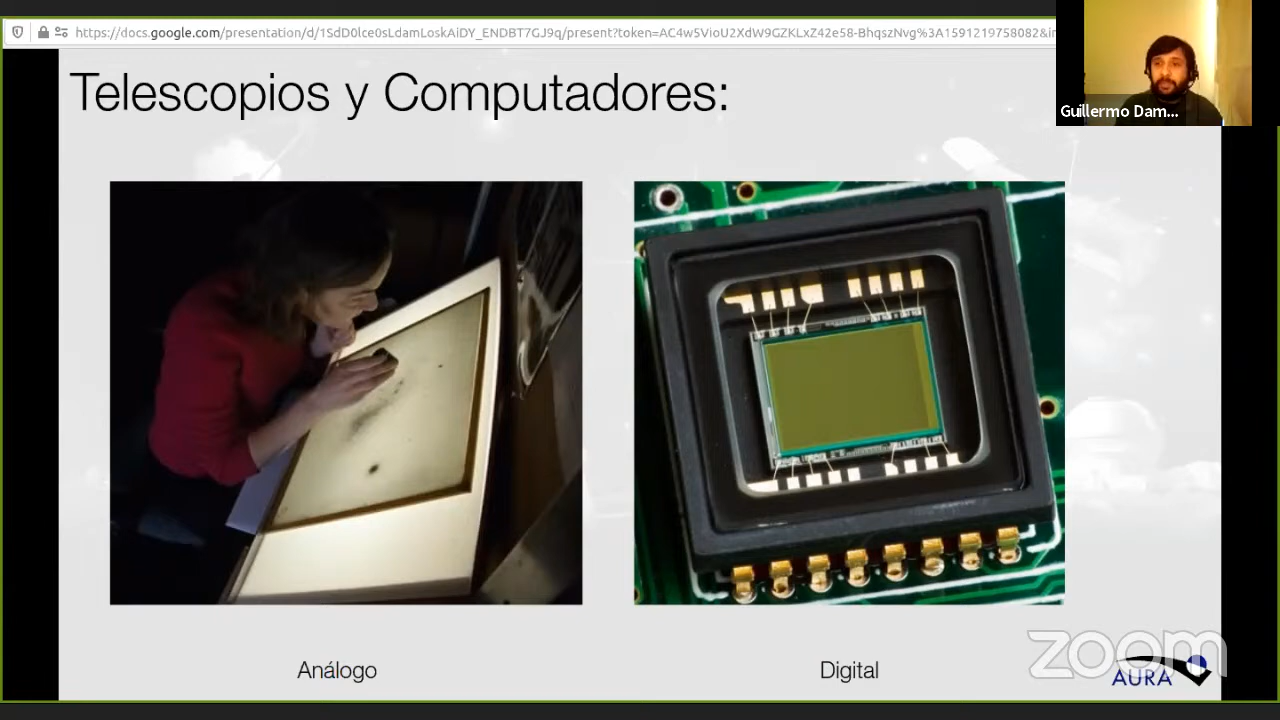 https://docs.google.com/presentation/d/1SdD0lce0sLdamLoskAiDY_ENDBT7GJ9q/present?token=AC4w5VioU2XdW9GZKLxZ42e58-BhqszNvg%3A1591219758082&i
Guillermo Dam...
Telescopios y Computadores:
Análogo
Digital
zoom
AURA